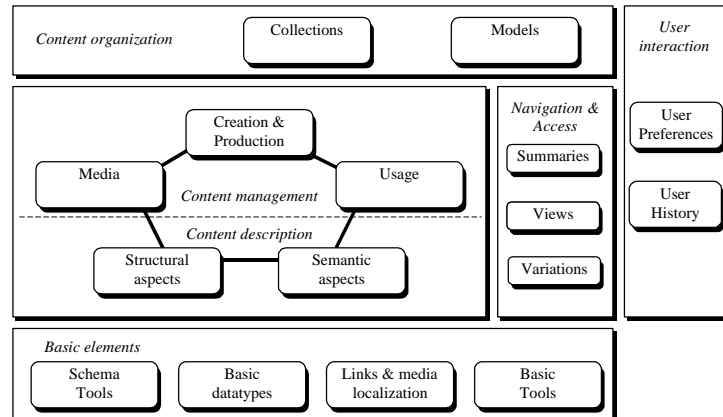 Content organization
Collections
Models
User
interaction
User
Preferences
User
History
Creation &
Production
Media
Usage
Content management
Content description
Structural
aspects
Semantic
aspects
Navigation &
Access
Summaries
Views
Variations
Basic elements
Schema
Tools
Basic
datatypes
Links & media
localization
Basic
Tools